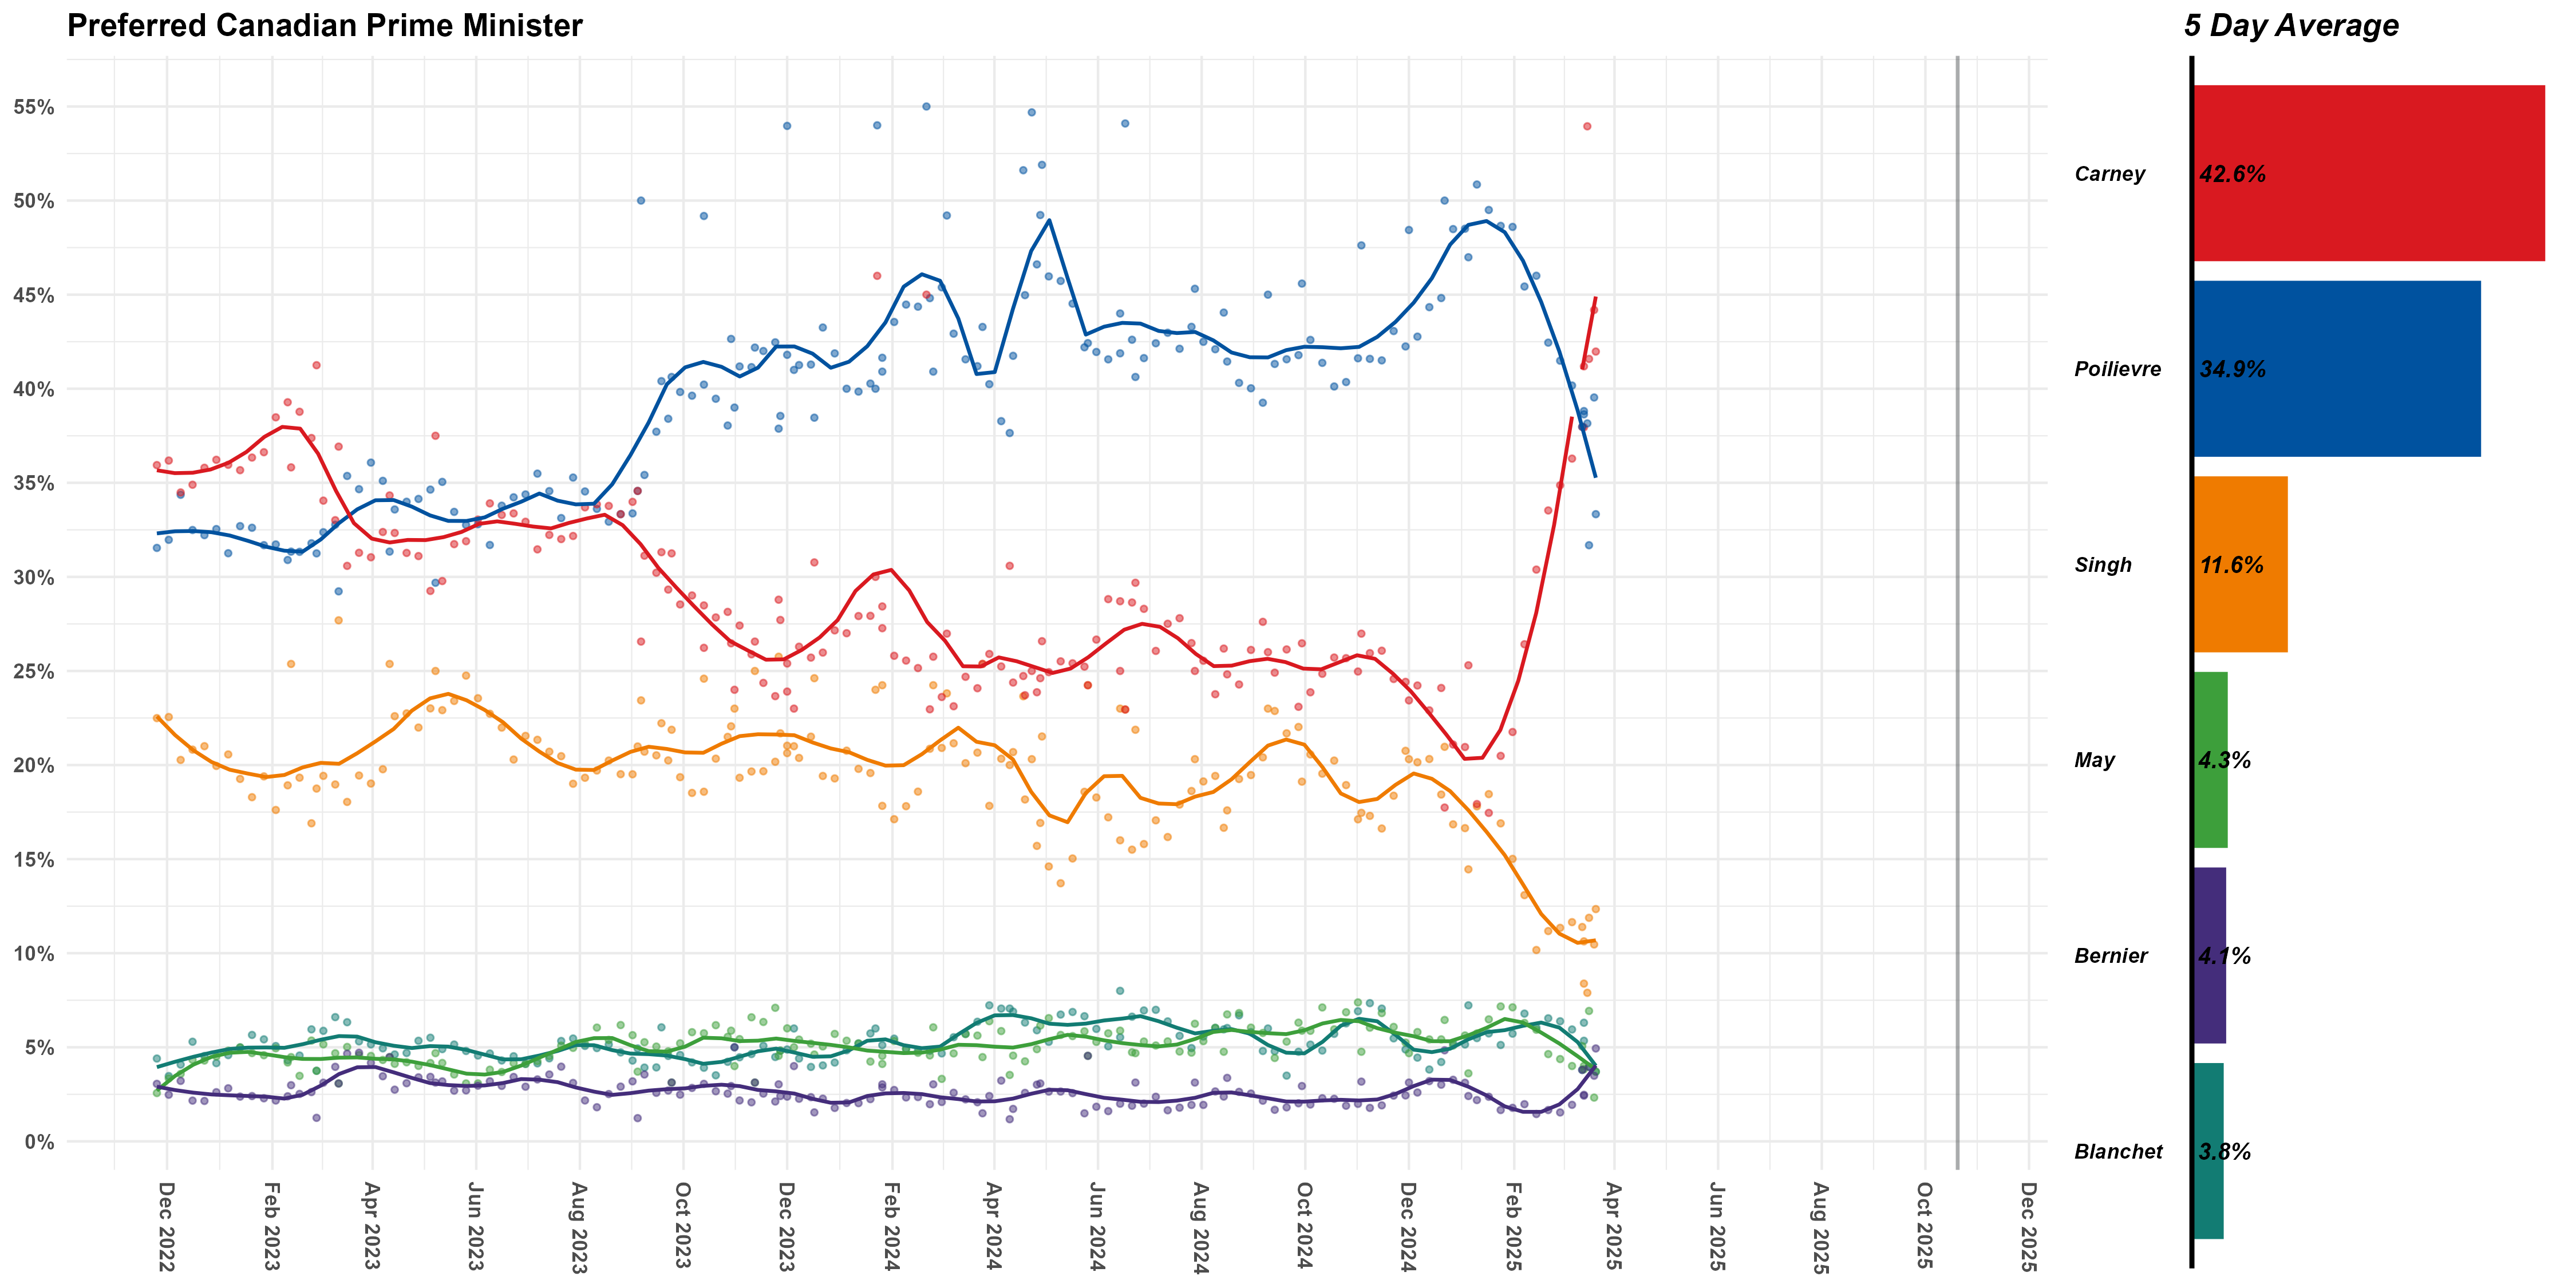 Preferred Canadian Prime Minister
5 Day Average
55%
50%
45%
40%
35%
30%
25%
20%
15%
10%
5%
0%
Dec 2022
Feb 2023
Apr 2023
Jun 2023
Aug 2023
Oct 2023
Dec 2023
Feb 2024
Apr 2024
Jun 2024
Aug 2024
Oct 2024
Dec 2024
Feb 2025
Apr 2025
Jun 2025
Aug 2025
Oct 2025
Dec 2025
Carney 42.6%
Poilievre 34.9%
Singh 11.6%
May 4.3%
Bernier 4.1%
Blanchet 3.8%